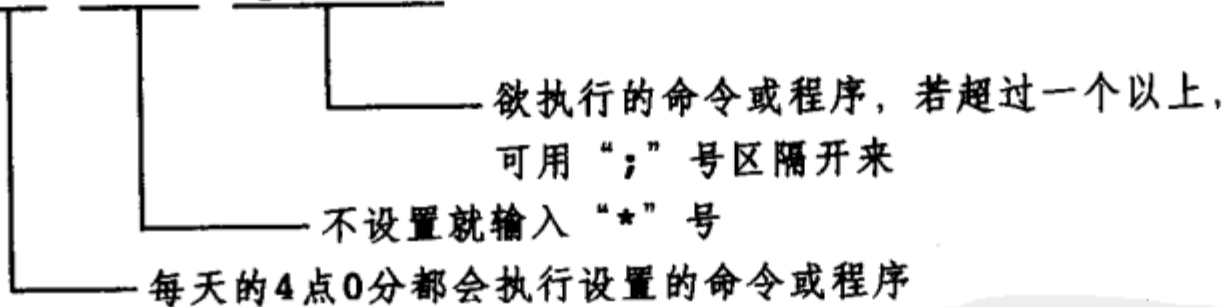 欲执行的命令或程序，若超过一个以上，
可用“;”号区隔开来
不设置就输入“*”号
每天的4点0分都会执行设置的命令或程序